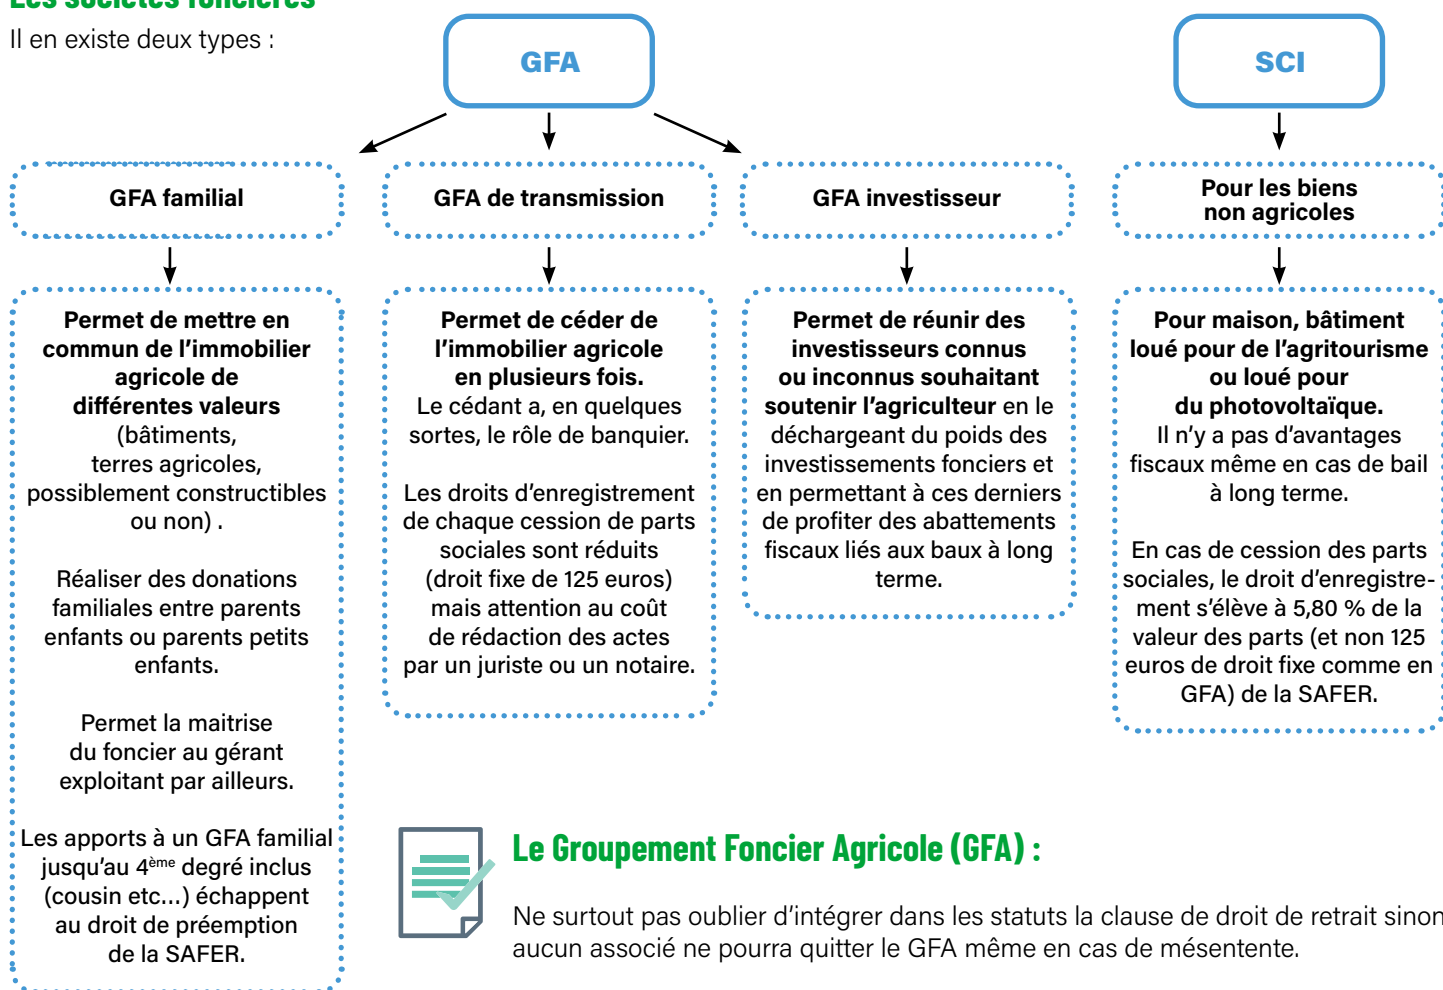 Les sociétés foncières
Il en existe deux types :
GFA
SCI
GFA familial
GFA de transmission
GFA investisseur
Pour les biens
non agricoles
Permet de mettre en
commun de l'immobilier
agricole de
différentes valeurs
(bâtiments,
terres agricoles,
possiblement constructibles
ou non) .
Réaliser des donations
familiales entre parents
enfants ou parents petits
enfants.
Permet la maitrise
du foncier au gérant
exploitant par ailleurs.
Les apports à un GFA familial
jusqu'au 4ème degré inclus
(cousin etc...) échappent
au droit de préemption
de la SAFER.
Permet de céder de
l'immobilier agricole
en plusieurs fois.
Le cédant a, en quelques
sortes, le rôle de banquier.
Les droits d'enregistrement
de chaque cession de parts
sociales sont réduits
(droit fixe de 125 euros)
mais attention au coût
de rédaction des actes
par un juriste ou un notaire.
Permet de réunir des
investisseurs connus
ou inconnus souhaitant
soutenir l'agriculteur en le
déchargeant du poids des
investissements fonciers et
en permettant à ces derniers
de profiter des abattements
fiscaux liés aux baux à long
terme.
Pour maison, bâtiment
loué pour de l'agritourisme
ou loué pour
du photovoltaïque.
Il n'y a pas d'avantages
fiscaux même en cas de bail
à long terme.
En cas de cession des parts
sociales, le droit d'enregistre-
ment s'élève à 5,80 % de la
valeur des parts (et non 125
euros de droit fixe comme en
GFA) de la SAFER.
Le Groupement Foncier Agricole (GFA) :
Ne surtout pas oublier d'intégrer dans les statuts la clause de droit de retrait sinon
aucun associé ne pourra quitter le GFA même en cas de mésentente.